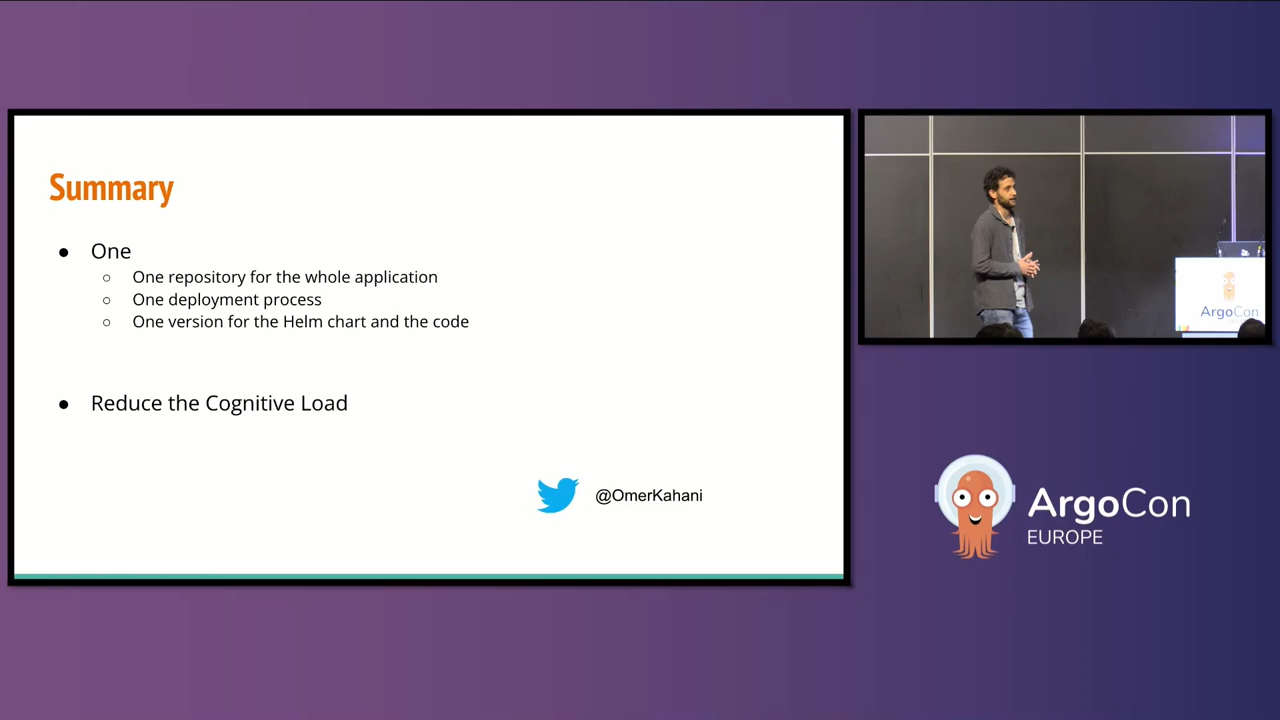 Summary
One
One repository for the whole application
One deployment process
One version for the Helm chart and the code
Reduce the Cognitive Load
@OmerKahani
ArgoCon
ArgoCon
EUROPE